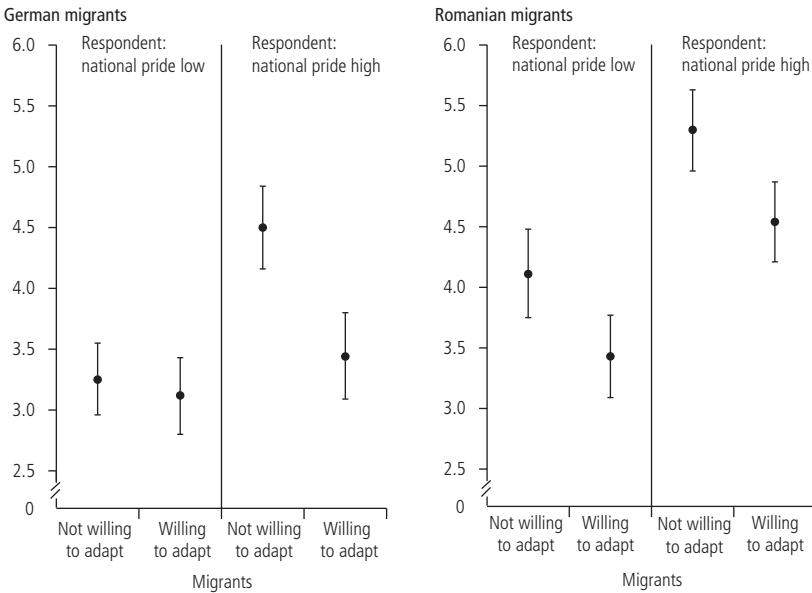 German migrants
6.0
5.5
5.0
4.5
4.0
3.5
3.0
2.5
0
Respondent:
national pride low
Respondent:
national pride high
Not willing
to adapt
Willing
to adapt
Not willing
to adapt
Willing
to adapt
Migrants
Romanian migrants
6.0
5.5
5.0
4.5
4.0
3.5
3.0
2.5
0
Respondent:
national pride low
Respondent:
national pride high
Not willing
to adapt
Willing
to adapt
Not willing
to adapt
Willing
to adapt
Migrants